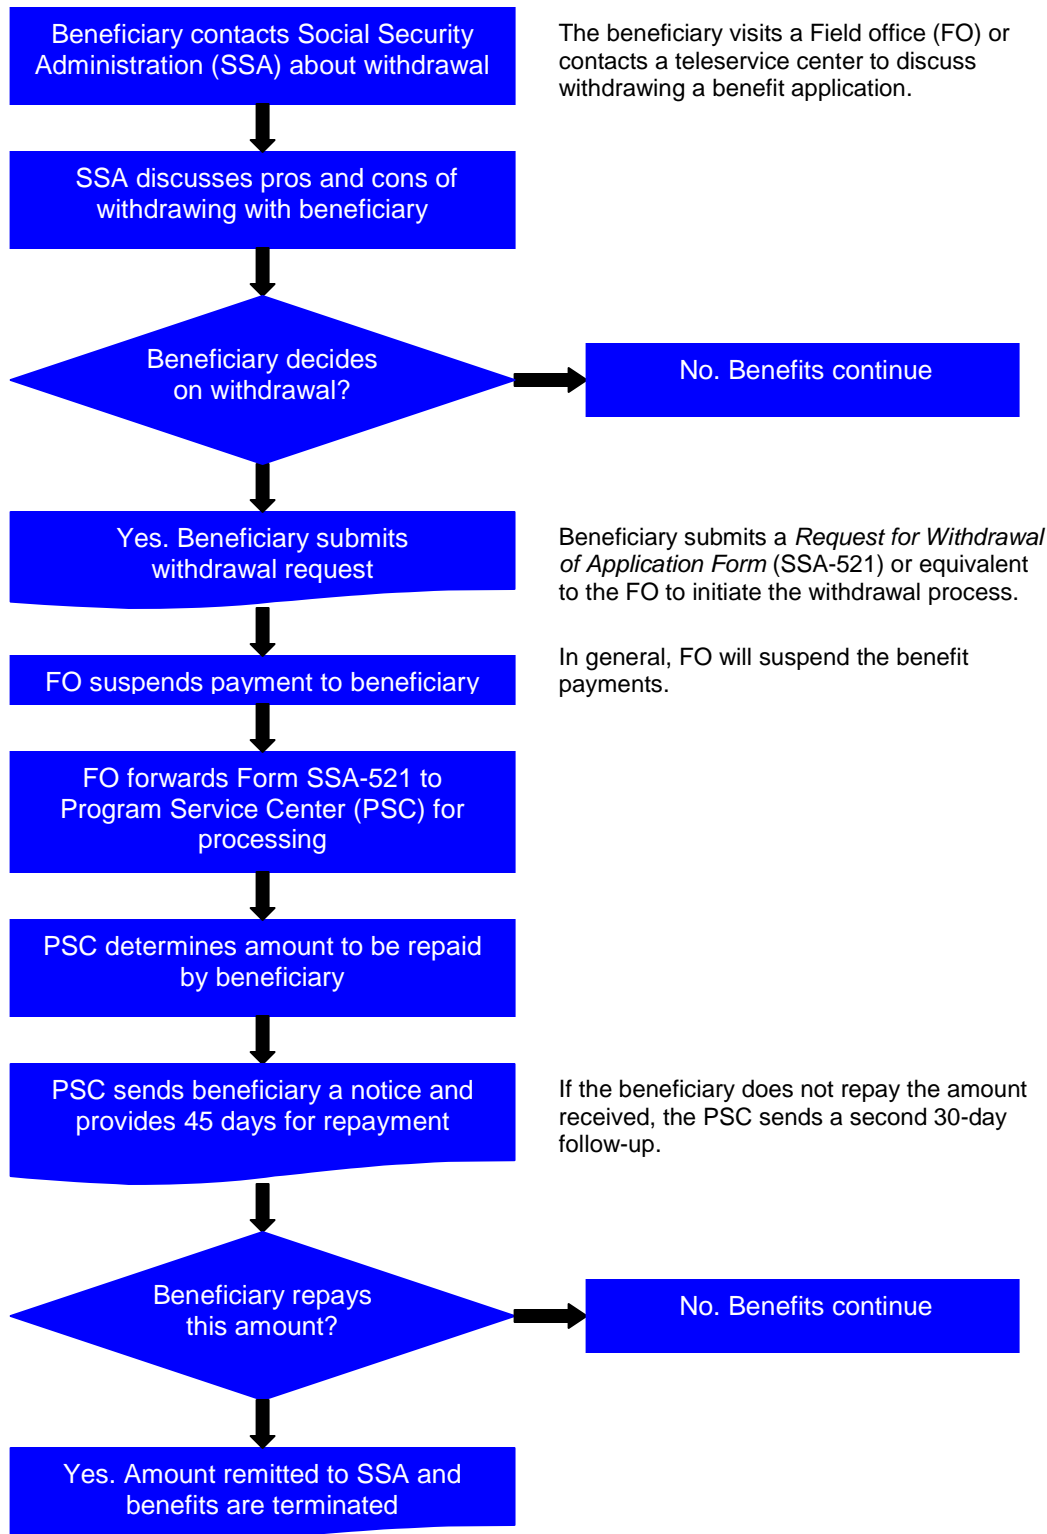 Beneficiary contacts Social Security
Administration (SSA) about withdrawal
The beneficiary visits a Field office (FO) or
contacts a teleservice center to discuss
withdrawing a benefit application.
SSA discusses pros and cons of
withdrawing with beneficiary
Beneficiary decides
on withdrawal?
No. Benefits continue
Yes. Beneficiary submits
withdrawal request
Beneficiary submits a Request for Withdrawal
of Application Form (SSA-521) or equivalent
to the FO to initiate the withdrawal process.
FO suspends payment to beneficiary
In general, FO will suspend the benefit
payments.
FO forwards Form SSA-521 to
Program Service Center (PSC) for
processing
PSC determines amount to be repaid
by beneficiary
PSC sends beneficiary a notice and
provides 45 days for repayment
If the beneficiary does not repay the amount
received, the PSC sends a second 30-day
follow-up.
Beneficiary repays
this amount?
No. Benefits continue
Yes. Amount remitted to SSA and
benefits are terminated